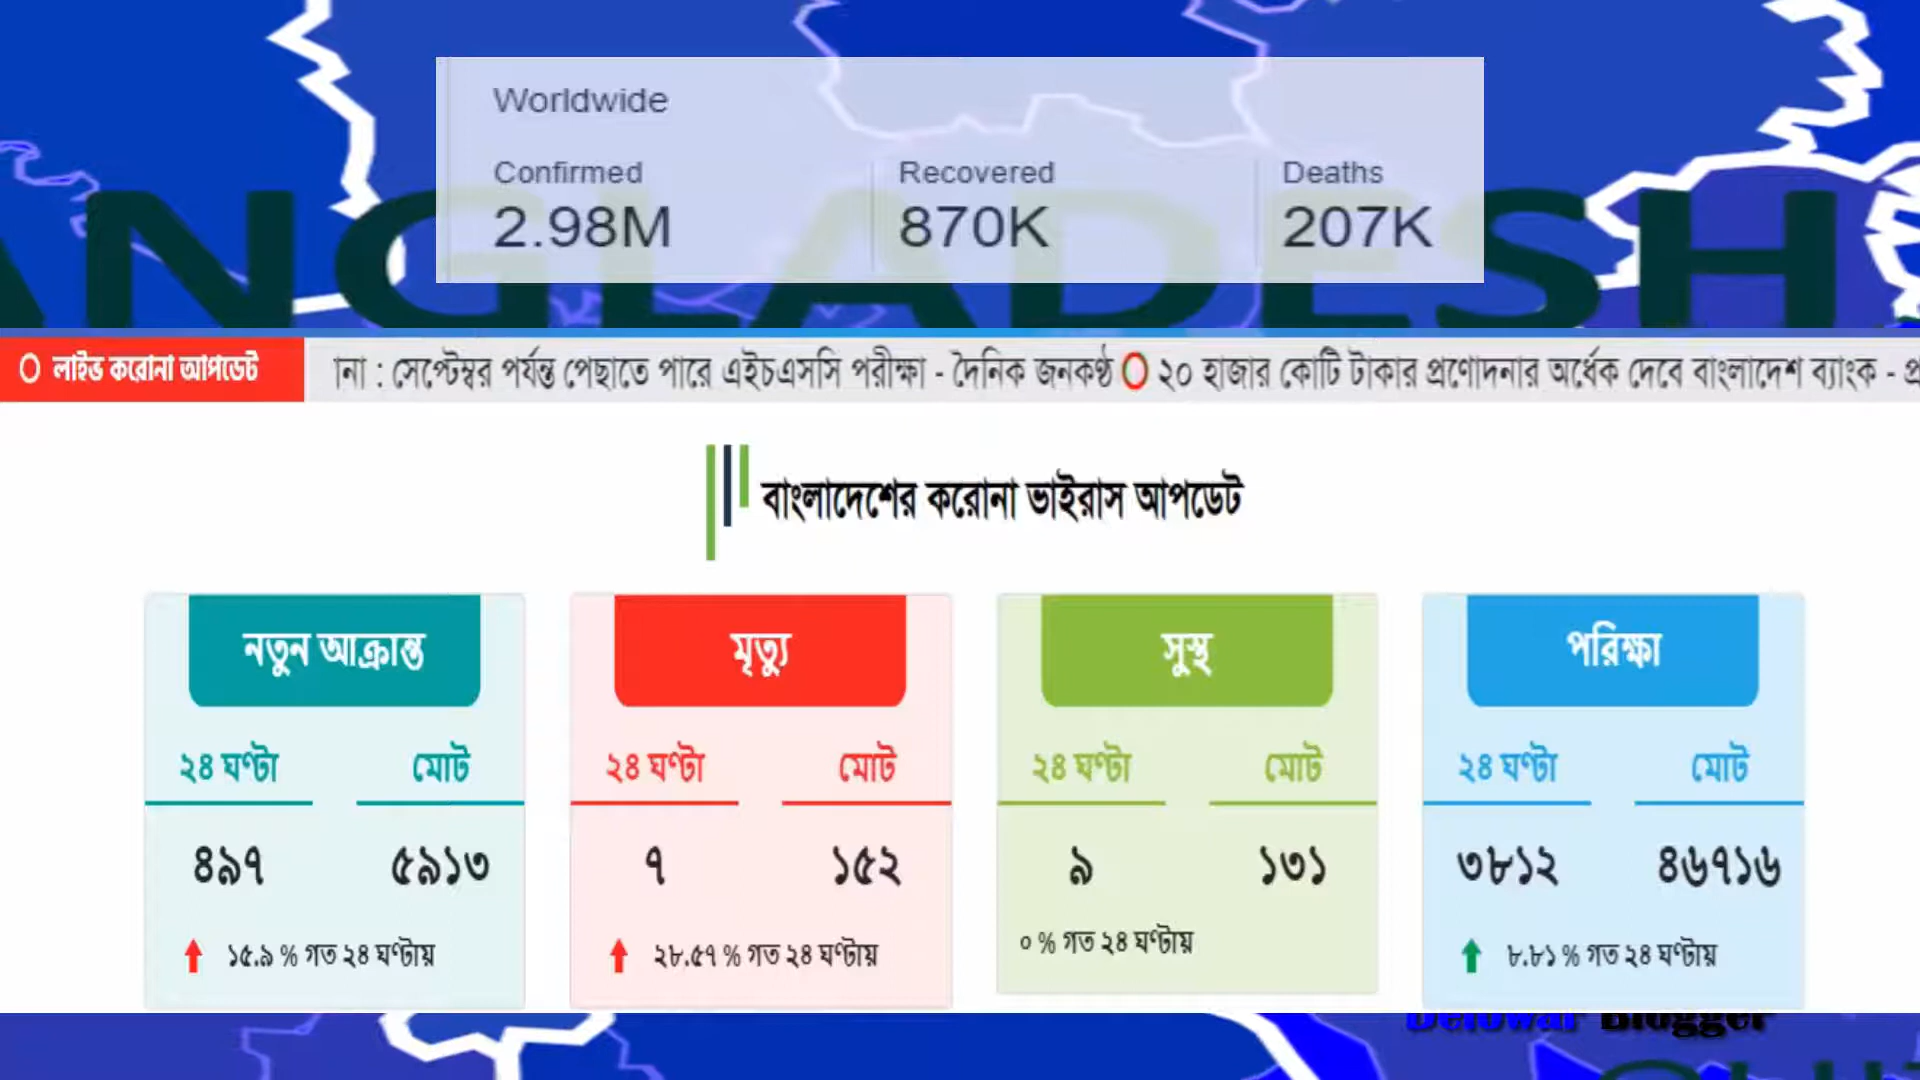 Worldwide
Confirmed Recovered Deaths
2.98M 870K 207K
ANGLADESH
লাইভ করোনা আপডেট
ানা : সেপ্টেম্বর পর্যন্ত পেছাতে পারে এইচএসসি পরীক্ষা - দৈনিক জনকণ্ঠ ২০ হাজার কোটি টাকার প্রণোদনার অর্ধেক দেবে বাংলাদেশ ব্যাংক - প্র
বাংলাদেশের করোনা ভাইরাস আপডেট
নতুন আক্রান্ত মৃত্যু সুস্থ পরিক্ষা
২৪ ঘণ্টা মোট ২৪ ঘণ্টা মোট ২৪ ঘণ্টা মোট ২৪ ঘণ্টা মোট
৪৯৭ ৫৯১৩ ৭ ১৫২ ৯ ১৩১ ৩৮১২ ৪৬৭১৬
১৫.৯ % গত ২৪ ঘণ্টায় ২৮.৫৭ % গত ২৪ ঘণ্টায় ০ % গত ২৪ ঘণ্টায় ৮.৮১ % গত ২৪ ঘণ্টায়
Delowar Blogger